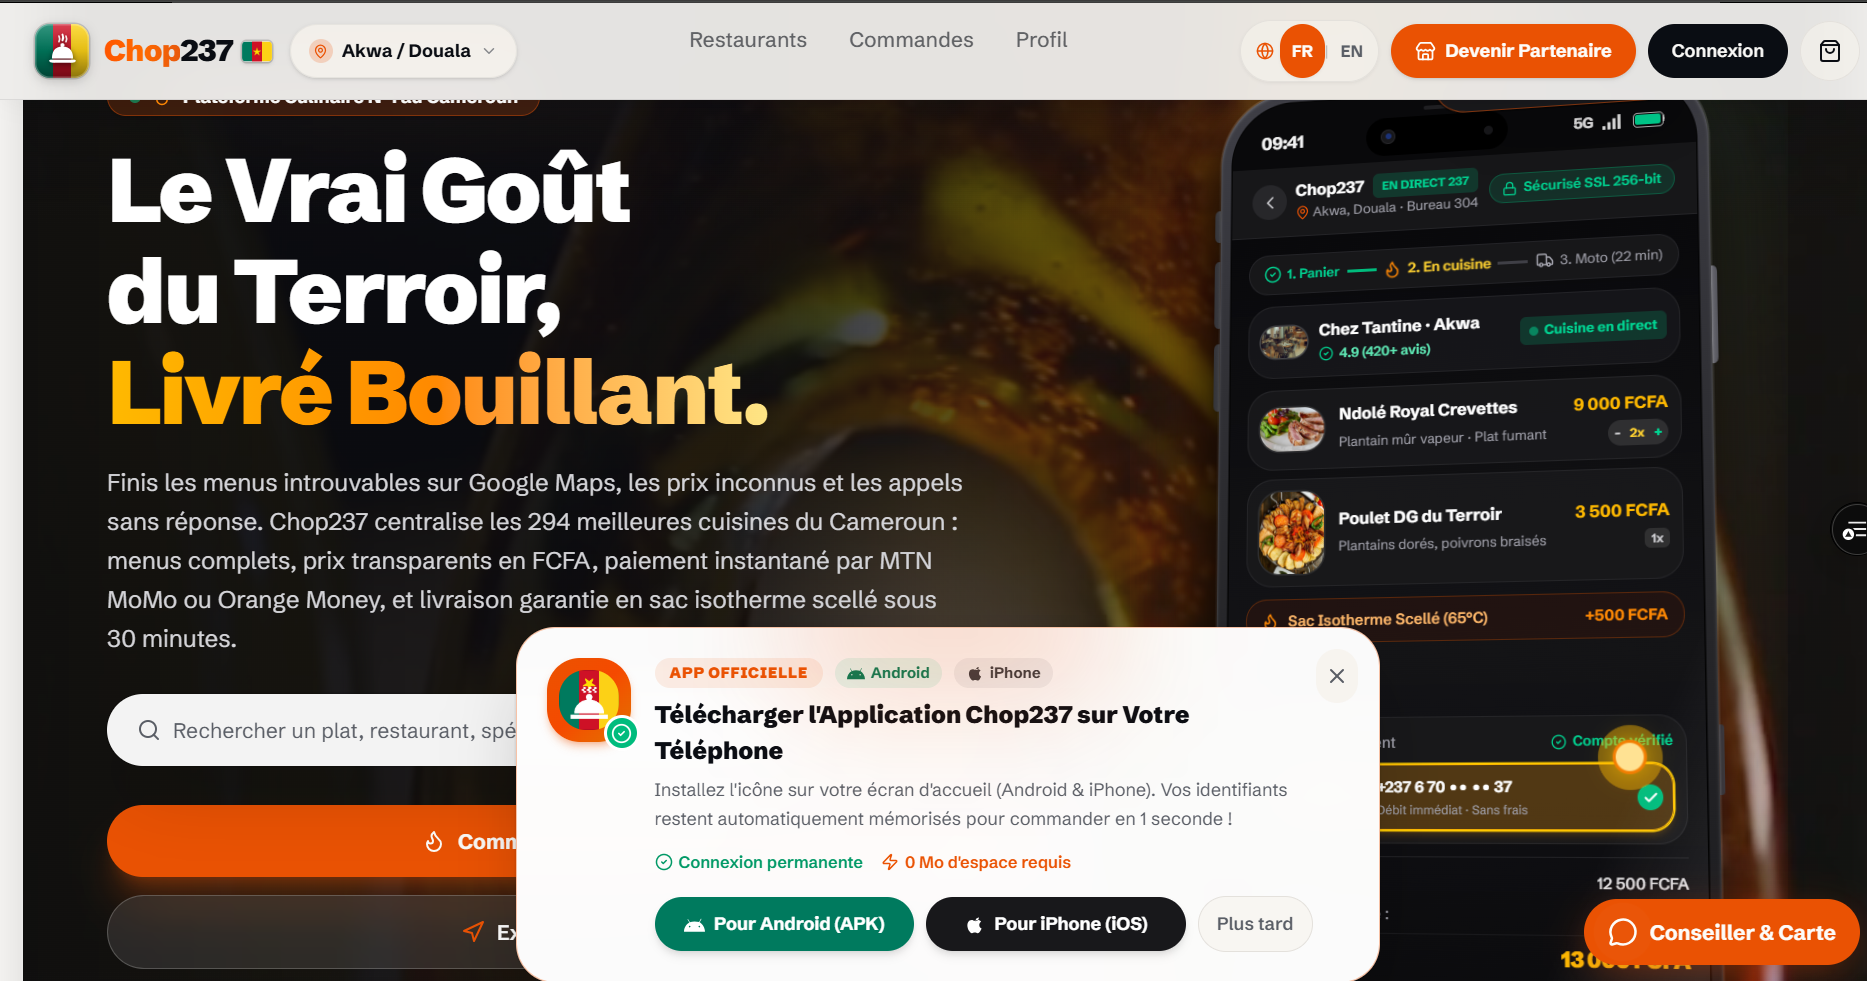 Chop237
Akwa / Douala
Restaurants
Commandes
Profil
FR
EN
Devenir Partenaire
Connexion
Le Vrai Goût
du Terroir,
Livré Bouillant.
Finis les menus introuvables sur Google Maps, les prix inconnus et les appels
sans réponse. Chop237 centralise les 294 meilleures cuisines du Cameroun :
menus complets, prix transparents en FCFA, paiement instantané par MTN
MoMo ou Orange Money, et livraison garantie en sac isotherme scellé sous
30 minutes.
Rechercher un plat, restaurant, spé
09:41
5G
Chop237
EN DIRECT 237
Sécurisé SSL 256-bit
Akwa, Douala · Bureau 304
1. Panier
2. En cuisine
3. Moto (22 min)
Chez Tantine · Akwa
4.9 (420+ avis)
Cuisine en direct
Ndolé Royal Crevettes
9 000 FCFA
Plantain mûr vapeur · Plat fumant
- 2x +
Poulet DG du Terroir
3 500 FCFA
Plantains dorés, poivrons braisés
1x
Sac Isotherme Scellé (65°C)
+500 FCFA
Compte vérifié
+237 6 70 •• •• 37
Débit immédiat · Sans frais
12 500 FCFA
APP OFFICIELLE
Android
iPhone
Télécharger l'Application Chop237 sur Votre
Téléphone
Installez l'icône sur votre écran d'accueil (Android & iPhone). Vos identifiants
restent automatiquement mémorisés pour commander en 1 seconde !
Connexion permanente
0 Mo d'espace requis
Pour Android (APK)
Pour iPhone (iOS)
Plus tard
Conseiller & Carte